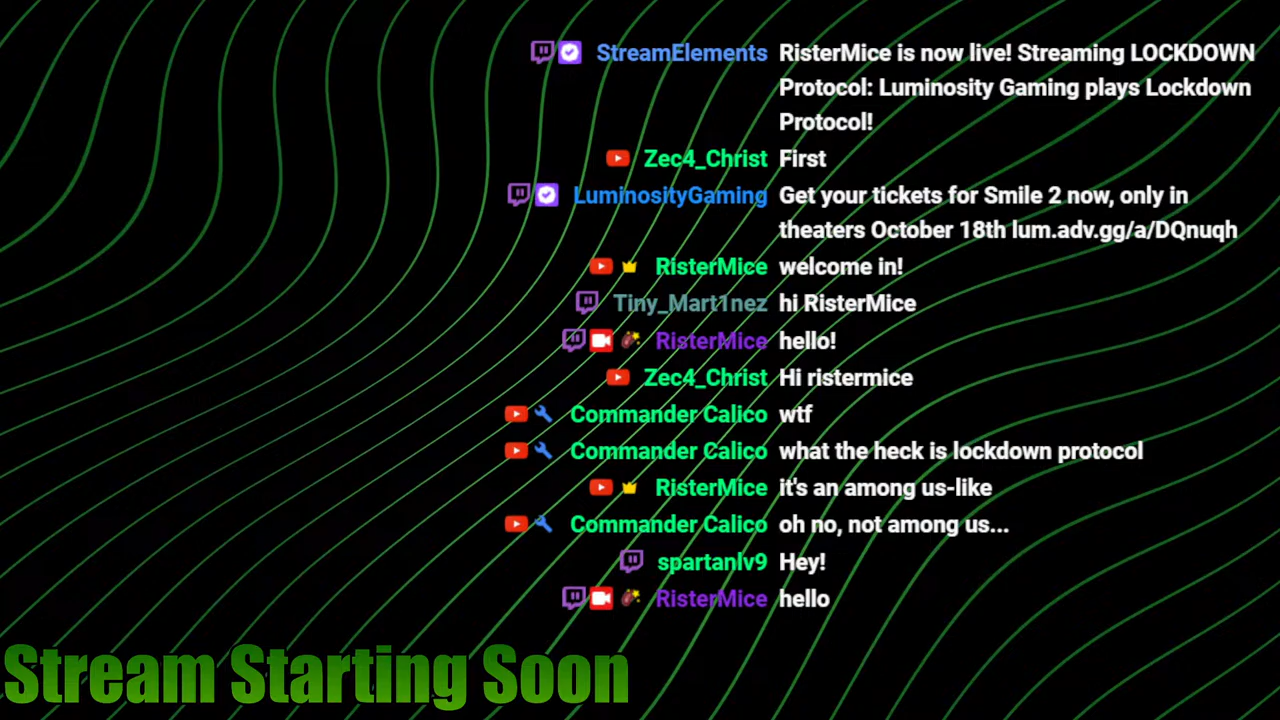 StreamElements RisterMice is now live! Streaming LOCKDOWN
Protocol: Luminosity Gaming plays Lockdown
Protocol!
Zec4_Christ First
LuminosityGaming Get your tickets for Smile 2 now, only in
theaters October 18th lum.adv.gg/a/DQnuqh
RisterMice welcome in!
Tiny_Mart1nez hi RisterMice
RisterMice hello!
Zec4_Christ Hi ristermice
Commander Calico wtf
Commander Calico what the heck is lockdown protocol
RisterMice it's an among us-like
Commander Calico oh no, not among us...
spartanlv9 Hey!
RisterMice hello
Stream Starting Soon